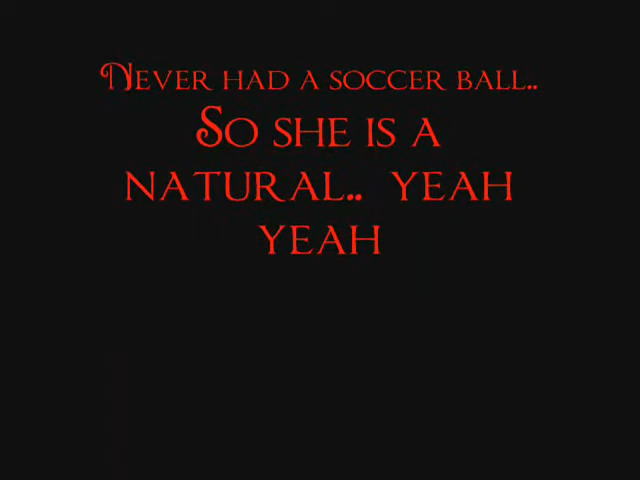 Never had a soccer ball..
So she is a
natural..  yeah
yeah